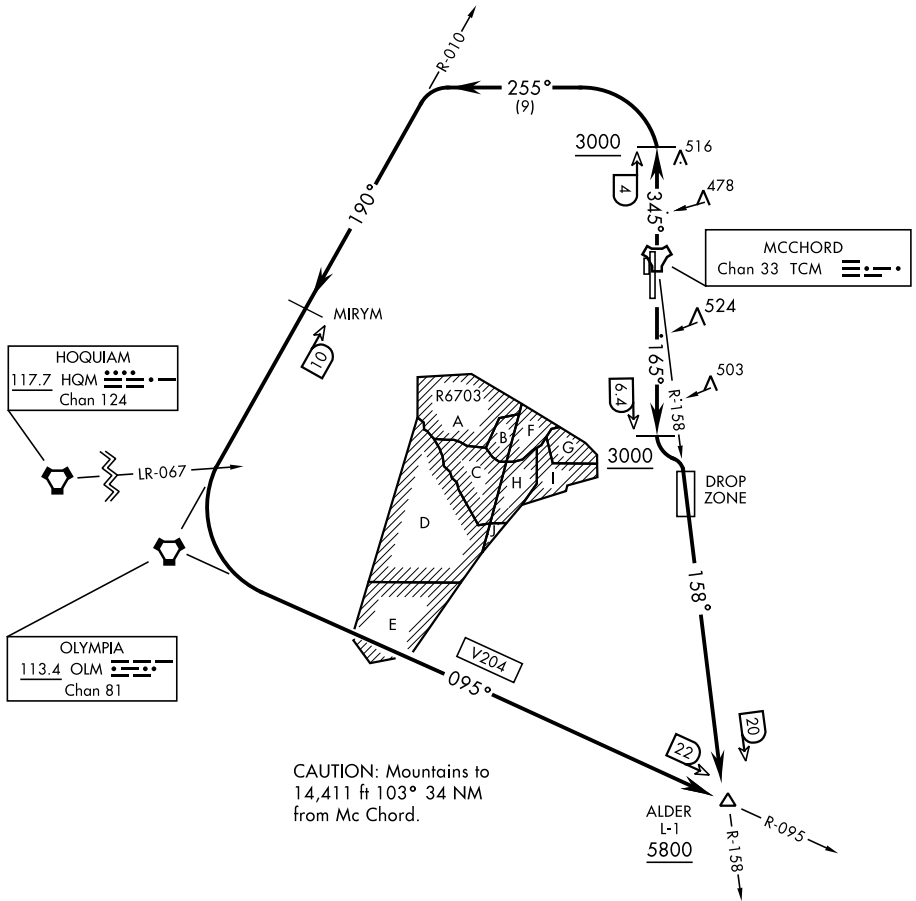 R-010
255°
(9)
3000
516
4
345°
478
190°
MCCHORD
Chan 33 TCM
MIRYM
10
524
165°
HOQUIAM
117.7 HQM
Chan 124
R-158
503
6.4
R6703
A
B
F
G
3000
LR-067
C
H
I
DROP
ZONE
D
J
158°
E
OLYMPIA
113.4 OLM
Chan 81
V204
095°
20
22
CAUTION: Mountains to
14,411 ft 103° 34 NM
from Mc Chord.
ALDER
L-1
5800
R-095
R-158